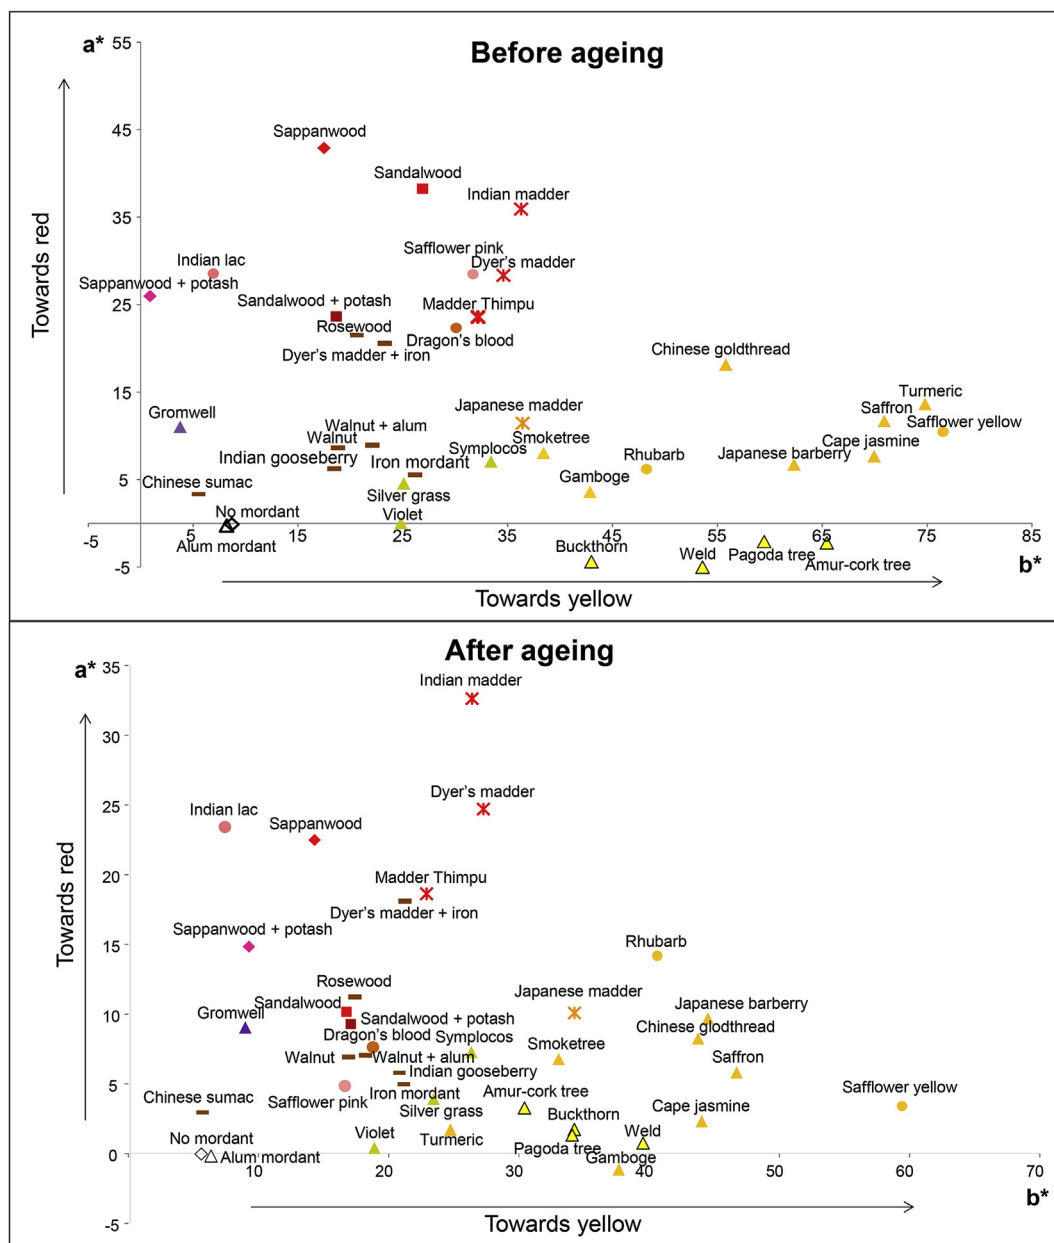 Before ageing
a*
55
45
35
25
15
5
-5
Towards red
Sappanwood
Sandalwood
Indian madder
Safflower pink
Indian lac
Dyer's madder
Sappanwood + potash
Sandalwood + potash
Madder Thimpu
Rosewood
Dragon's blood
Dyer's madder + iron
Chinese goldthread
Turmeric
Japanese madder
Saffron
Gromwell
Safflower yellow
Walnut + alum
Walnut
Smoketree
Cape jasmine
Symplocos
Rhubarb
Japanese barberry
Indian gooseberry
Iron mordant
Gamboge
Chinese sumac
Silver grass
No mordant
Violet
-5
5
15
25
35
45
55
65
75
85
Alum mordant
Buckthorn
Weld
Pagoda tree
Amur-cork tree
b*
Towards yellow
After ageing
a*
35
30
25
20
15
10
5
0
-5
Towards red
Indian madder
Dyer's madder
Indian lac
Sappanwood
Madder Thimpu
Dyer's madder + iron
Sappanwood + potash
Rhubarb
Rosewood
Japanese madder
Sandalwood
Japanese barberry
Gromwell
Sandalwood + potash
Chinese glodthread
Dragon's blood
Symplocos
Smoketree
Walnut
Walnut + alum
Saffron
Indian gooseberry
Safflower yellow
Amur-cork tree
Iron mordant
Chinese sumac
Safflower pink
Silver grass
Buckthorn
Cape jasmine
Violet
Turmeric
Weld
No mordant
Pagoda tree
Alum mordant
Gamboge
10
20
30
40
50
60
70
b*
Towards yellow